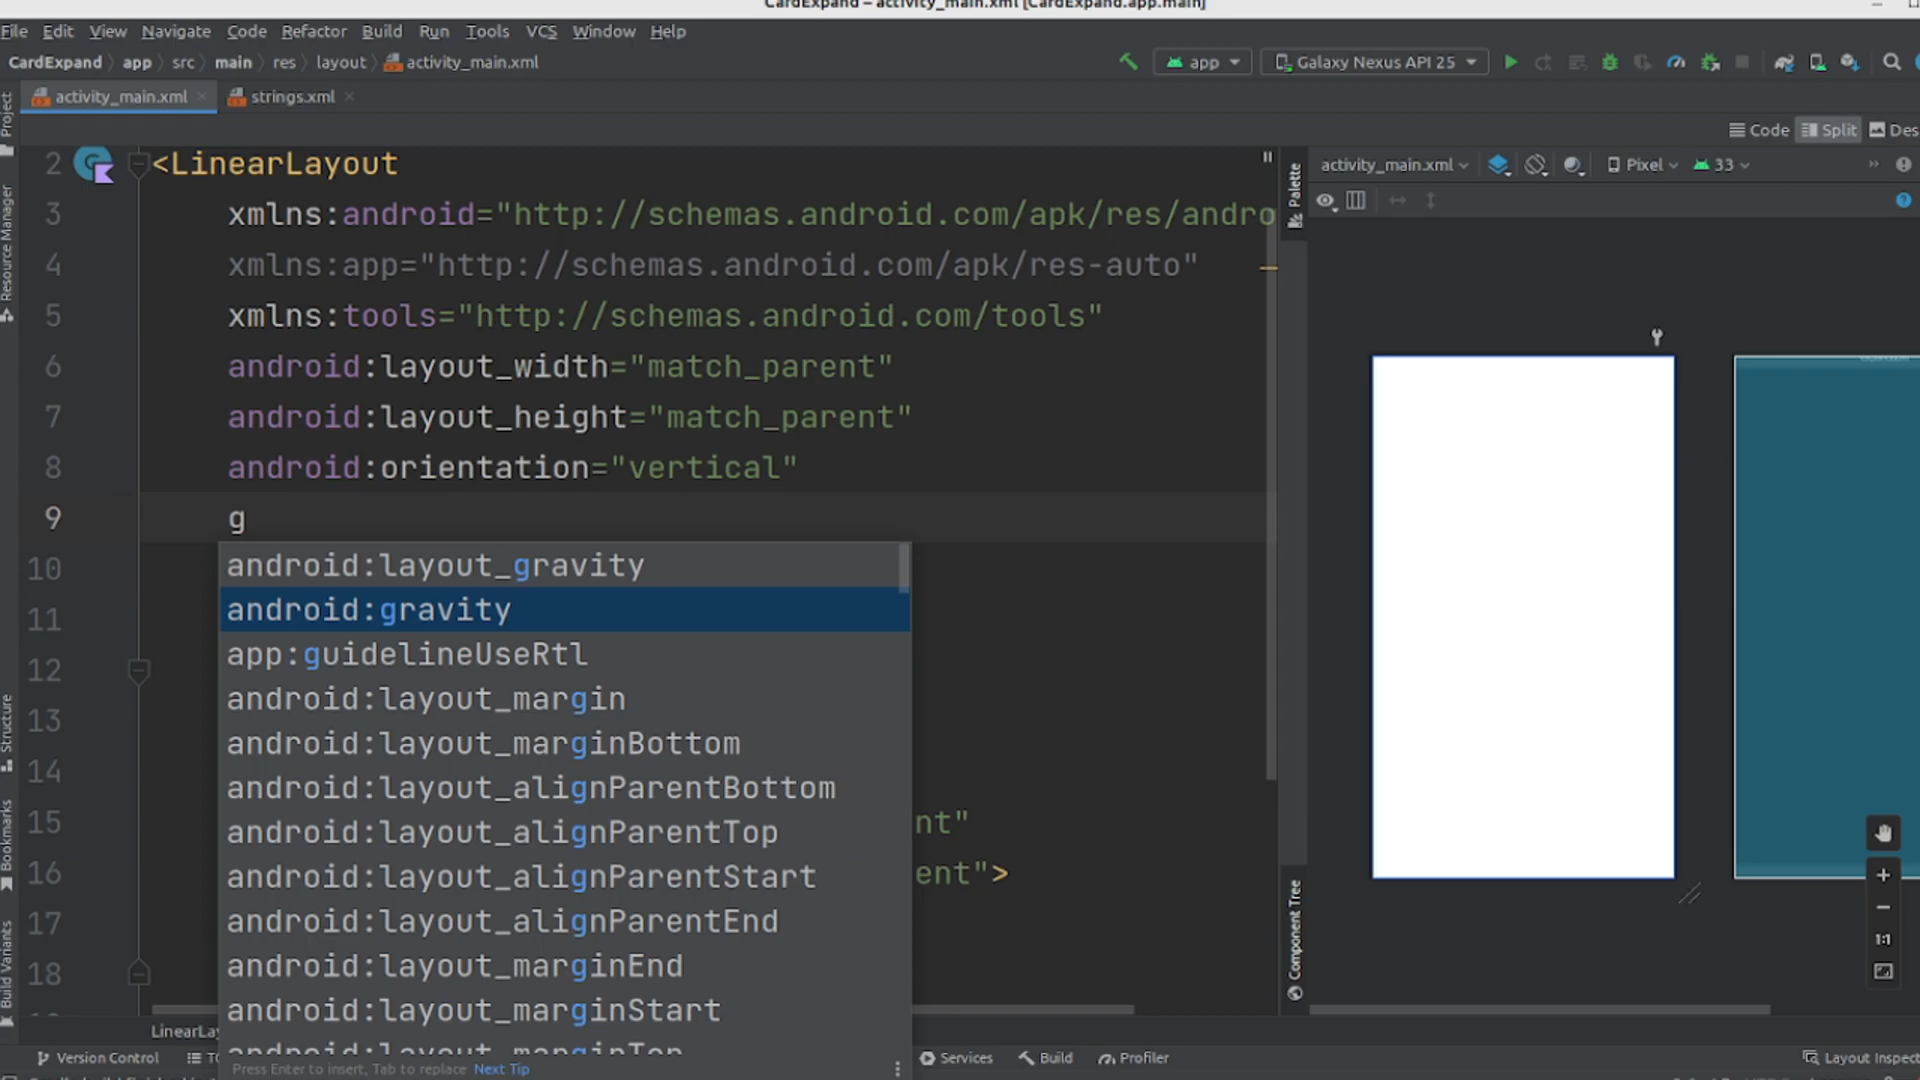 CardExpand – activity_main.xml [CardExpand.app.main]
File Edit View Navigate Code Refactor Build Run Tools VCS Window Help
CardExpand app src main res layout activity_main.xml
app Galaxy Nexus API 25
activity_main.xml strings.xml
Code Split Des
activity_main.xml Pixel 33
Project
Resource Manager
Structure
Bookmarks
Build Variants
Palette
Component Tree
2 <LinearLayout
3 xmlns:android="http://schemas.android.com/apk/res/andro
4 xmlns:app="http://schemas.android.com/apk/res-auto"
5 xmlns:tools="http://schemas.android.com/tools"
6 android:layout_width="match_parent"
7 android:layout_height="match_parent"
8 android:orientation="vertical"
9 g
10
11
12
13
14
15 nt"
16 ent">
17
18
android:layout_gravity
android:gravity
app:guidelineUseRtl
android:layout_margin
android:layout_marginBottom
android:layout_alignParentBottom
android:layout_alignParentTop
android:layout_alignParentStart
android:layout_alignParentEnd
android:layout_marginEnd
android:layout_marginStart
android:layout_marginTop
Press Enter to insert, Tab to replace Next Tip
1:1
LinearLay
Version Control TO Services Build Profiler Layout Inspect